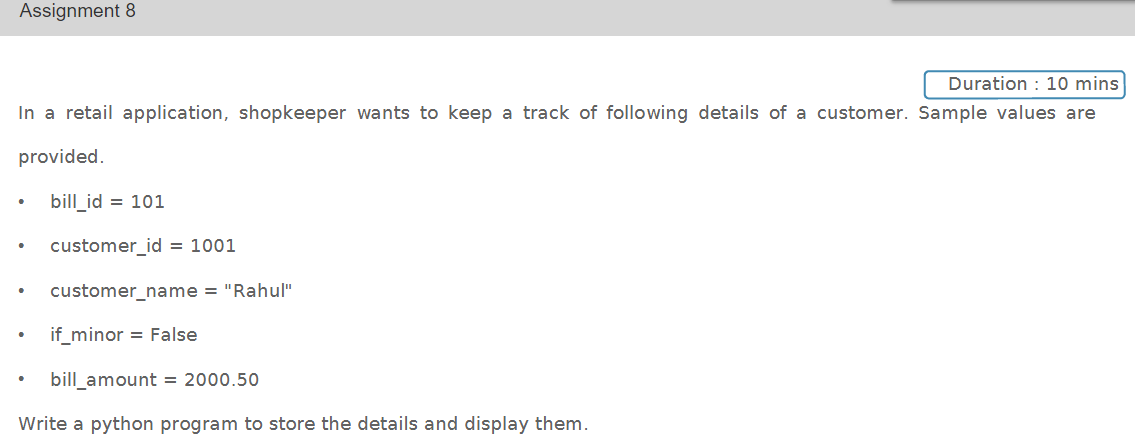 Assignment 8
Duration : 10 mins
In a retail application, shopkeeper wants to keep a track of following details of a customer. Sample values are
provided.
• bill_id = 101
• customer_id = 1001
• customer_name = "Rahul"
• if_minor = False
• bill_amount = 2000.50
Write a python program to store the details and display them.